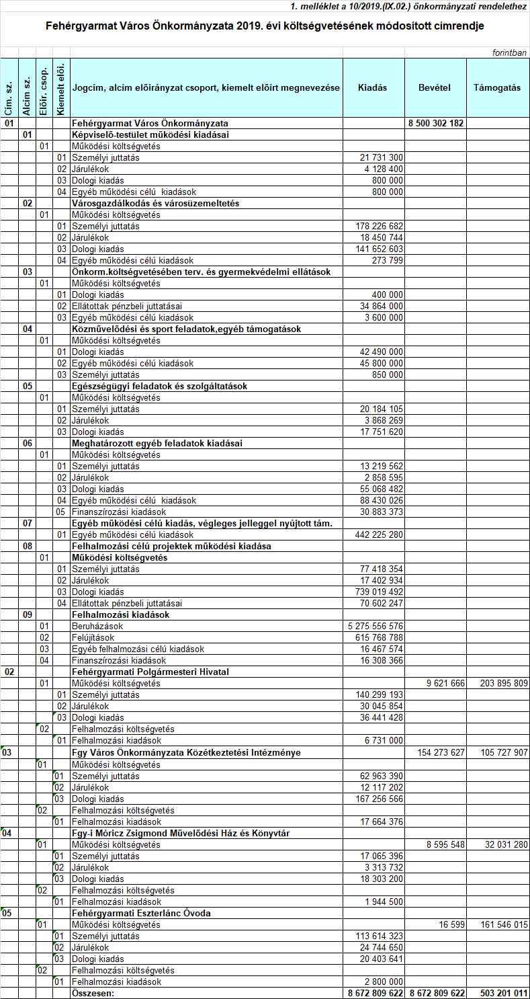 1. melléklet a 10/2019.(IX.02.) önkormányzati rendelethez
Fehérgyarmat Város Önkormányzata 2019. évi költségvetésének módosított címrendje
forintban
Cím. sz. Alcím sz. Előir. csop. Kiemelt elői. Jogcím, alcím előirányzat csoport, kiemelt előírt megnevezése Kiadás Bevétel Támogatás
01 Fehérgyarmat Város Önkormányzata 8 500 302 182
01 Képviselő-testület működési kiadásai
01 Működési költségvetés
01 Személyi juttatás 21 731 300
02 Járulékok 4 128 400
03 Dologi kiadás 800 000
04 Egyéb működési célú kiadások 800 000
02 Városgazdálkodás és városüzemeltetés
01 Működési költségvetés
01 Személyi juttatás 178 226 682
02 Járulékok 18 450 744
03 Dologi kiadás 141 652 603
04 Egyéb működési célú kiadások 273 799
03 Önkorm.költségvetésében terv. és gyermekvédelmi ellátások
01 Működési költségvetés
01 Dologi kiadás 400 000
02 Ellátottak pénzbeli juttatásai 34 864 000
03 Egyéb működési célú kiadások 3 600 000
04 Közművelődési és sport feladatok,egyéb támogatások
01 Működési költségvetés
01 Dologi kiadás 42 490 000
02 Egyéb működési célú kiadások 45 800 000
03 Személyi juttatás 850 000
05 Egészségügyi feladatok és szolgáltatások
01 Működési költségvetés
01 Személyi juttatás 20 184 105
02 Járulékok 3 868 269
03 Dologi kiadás 17 751 620
06 Meghatározott egyéb feladatok kiadásai
01 Működési költségvetés
01 Személyi juttatás 13 219 562
02 Járulékok 2 858 595
03 Dologi kiadás 55 068 482
04 Egyéb működési célú kiadások 88 430 026
05 Finanszírozási kiadások 30 883 373
07 Egyéb működési célú kiadás, végleges jelleggel nyújtott tám.
01 Egyéb működési célú kiadások 442 225 280
08 Felhalmozási célú projektek működési kiadása
01 Működési költségvetés
01 Személyi juttatás 77 418 354
02 Járulékok 17 402 934
03 Dologi kiadás 739 019 492
04 Ellátottak pénzbeli juttatásai 70 602 247
09 Felhalmozási kiadások
01 Beruházások 5 275 556 576
02 Felújítások 615 768 788
03 Egyéb felhalmozási célú kiadások 16 467 574
04 Finanszírozási kiadások 16 308 366
02 Fehérgyarmati Polgármesteri Hivatal
01 Működési költségvetés 9 621 666 203 895 809
01 Személyi juttatás 140 299 193
02 Járulékok 30 045 854
03 Dologi kiadás 36 441 428
02 Felhalmozási költségvetés
01 Felhalmozási kiadások 6 731 000
03 Fgy Város Önkormányzata Közétkeztetési Intézménye 154 273 627 105 727 907
01 Működési költségvetés
01 Személyi juttatás 62 963 390
02 Járulékok 12 117 202
03 Dologi kiadás 167 256 566
02 Felhalmozási költségvetés
01 Felhalmozási kiadások 17 664 376
04 Fgy-i Móricz Zsigmond Művelődési Ház és Könyvtár
01 Működési költségvetés 8 595 548 32 031 280
01 Személyi juttatás 17 065 396
02 Járulékok 3 313 732
03 Dologi kiadás 18 303 200
02 Felhalmozási költségvetés
01 Felhalmozási kiadások 1 944 500
05 Fehérgyarmati Eszterlánc Óvoda
01 Működési költségvetés 16 599 161 546 015
01 Személyi juttatás 113 614 323
02 Járulékok 24 744 650
03 Dologi kiadás 20 403 641
02 Felhalmozási költségvetés
01 Felhalmozási kiadások 2 800 000
Összesen: 8 672 809 622 8 672 809 622 503 201 011